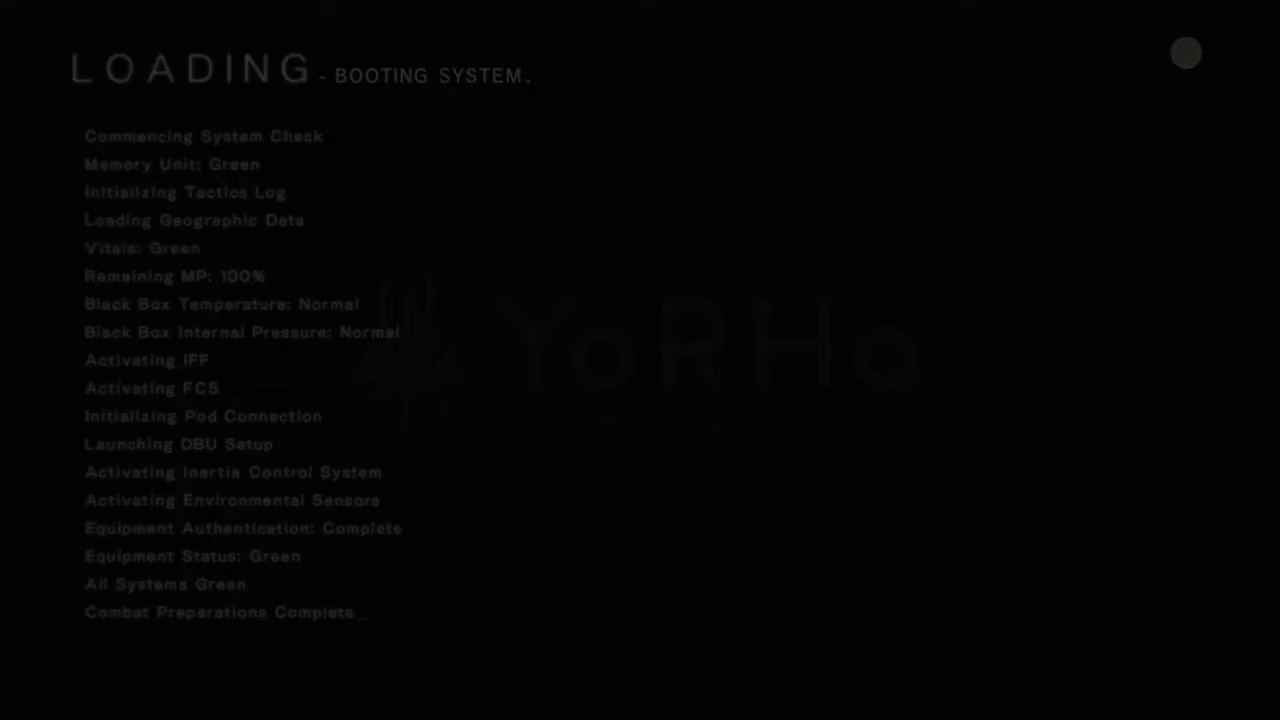 LOADING - BOOTING SYSTEM.
Commencing System Check
Memory Unit: Green
Initializing Tactics Log
Loading Geographic Data
Vitals: Green
Remaining MP: 100%
Black Box Temperature: Normal
Black Box Internal Pressure: Normal
Activating IFF
Activating FCS
Initializing Pod Connection
Launching DBU Setup
Activating Inertia Control System
Activating Environmental Sensors
Equipment Authentication: Complete
Equipment Status: Green
All Systems Green
Combat Preparations Complete_
YoRHa